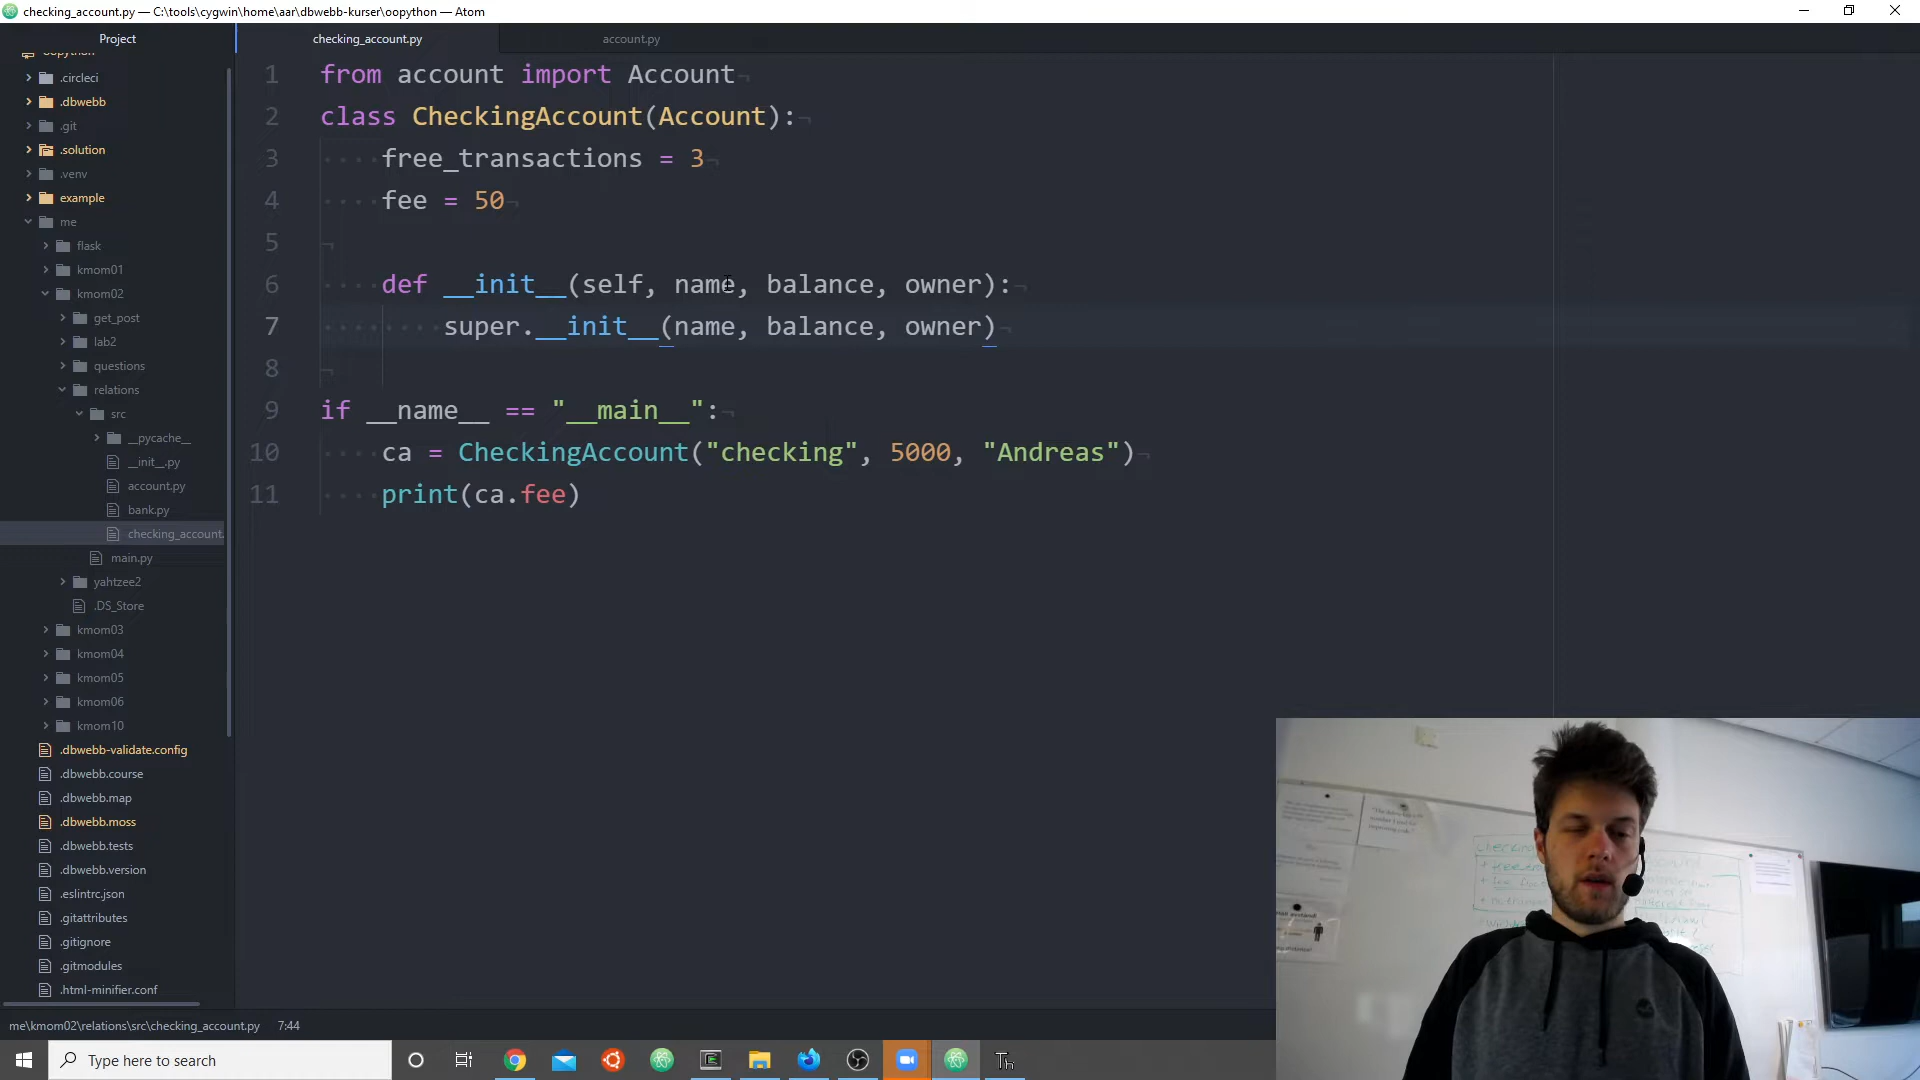 checking_account.py — C:\tools\cygwin\home\aar\dbwebb-kurser\oopython — Atom
Project
checking_account.py
account.py
oopython
.circleci
.dbwebb
.git
.solution
.venv
example
me
flask
kmom01
kmom02
get_post
lab2
questions
relations
src
__pycache__
__init__.py
account.py
bank.py
checking_account.
main.py
yahtzee2
.DS_Store
kmom03
kmom04
kmom05
kmom06
kmom10
.dbwebb-validate.config
.dbwebb.course
.dbwebb.map
.dbwebb.moss
.dbwebb.tests
.dbwebb.version
.eslintrc.json
.gitattributes
.gitignore
.gitmodules
.html-minifier.conf
1 from account import Account
2 class CheckingAccount(Account):
3 free_transactions = 3
4 fee = 50
5
6 def __init__(self, name, balance, owner):
7 super.__init__(name, balance, owner)
8
9 if __name__ == "__main__":
10 ca = CheckingAccount("checking", 5000, "Andreas")
11 print(ca.fee)
checking
me\kmom02\relations\src\checking_account.py 7:44
Type here to search